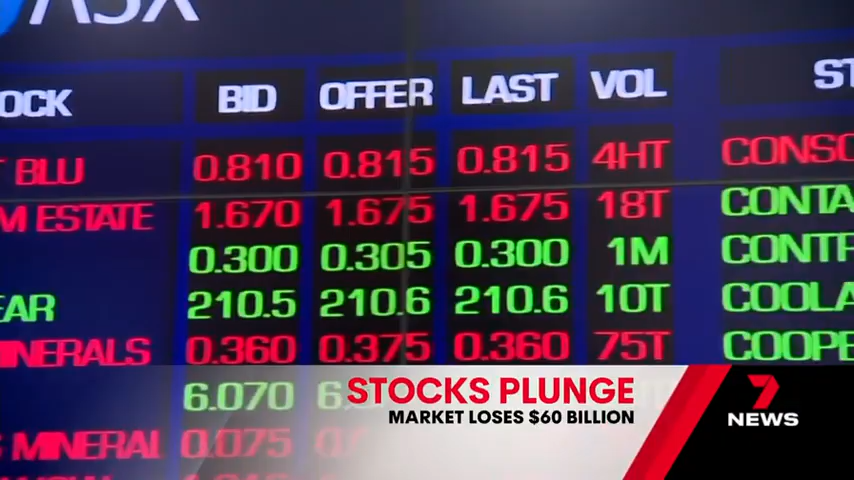 ASX
OCK BID OFFER LAST VOL ST
T BLU 0.810 0.815 0.815 4HT CONSO
M ESTATE 1.670 1.675 1.675 18T CONTA
0.300 0.305 0.300 1M CONTR
EAR 210.5 210.6 210.6 10T COOLA
INERALS 0.360 0.375 0.360 75T COOPE
6.070
S MINERAL 0.075
STOCKS PLUNGE
MARKET LOSES $60 BILLION
7
NEWS